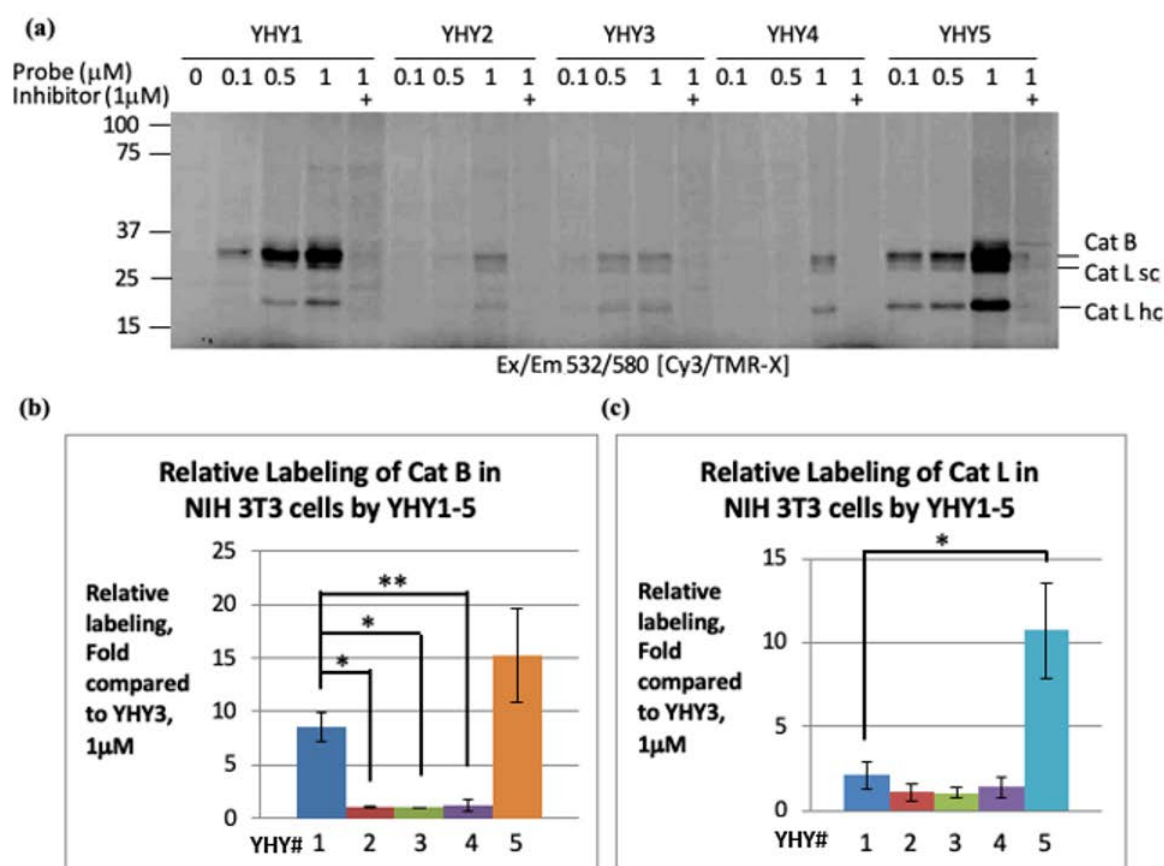 (a)
YHY1 YHY2 YHY3 YHY4 YHY5
Probe (μM) 0 0.1 0.5 1 1 0.1 0.5 1 1 0.1 0.5 1 1 0.1 0.5 1 1 0.1 0.5 1 1
Inhibitor (1μM) + + + + +
100
75
37
25
15
Cat B
Cat L sc
Cat L hc
Ex/Em 532/580 [Cy3/TMR-X]
(b)
Relative Labeling of Cat B in
NIH 3T3 cells by YHY1-5
Relative
labeling,
Fold
compared
to YHY3,
1μM
25
20
15
10
5
0
**
*
*
YHY# 1 2 3 4 5
(c)
Relative Labeling of Cat L in
NIH 3T3 cells by YHY1-5
Relative
labeling,
Fold
compared
to YHY3,
1μM
15
10
5
0
*
YHY# 1 2 3 4 5